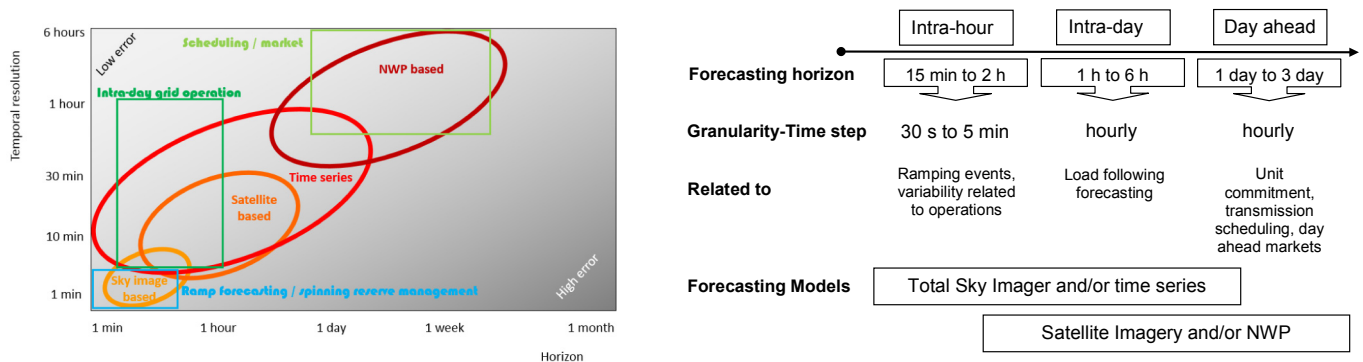 6 hours
Temporal resolution
1 hour
30 min
10 min
1 min
Low error
Scheduling / market
NWP based
Intra-day grid operation
Time series
Satellite
based
Sky image
based
Ramp forecasting / spinning reserve management
High error
1 min
1 hour
1 day
1 week
1 month
Horizon
Intra-hour
Intra-day
Day ahead
Forecasting horizon
15 min to 2 h
1 h to 6 h
1 day to 3 day
Granularity-Time step
30 s to 5 min
hourly
hourly
Related to
Ramping events,
variability related
to operations
Load following
forecasting
Unit
commitment,
transmission
scheduling, day
ahead markets
Forecasting Models
Total Sky Imager and/or time series
Satellite Imagery and/or NWP